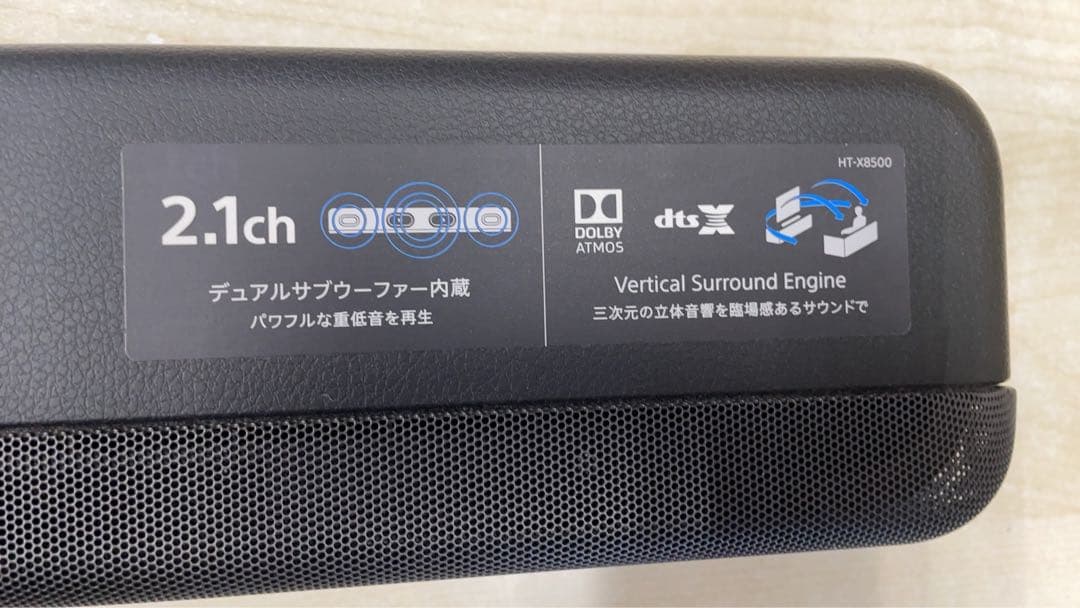 2.1ch
デュアルサブウーファー内蔵
パワフルな重低音を再生
HT-X8500
DOLBY
ATMOS
dts X
Vertical Surround Engine
三次元の立体音響を臨場感あるサウンドで